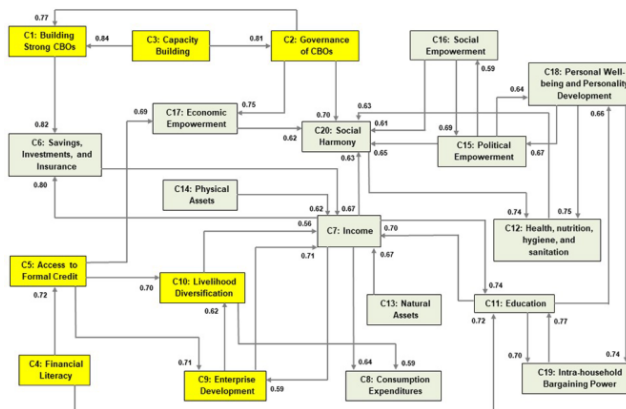 0.77
C1: Building
Strong CBOs
0.84
C3: Capacity
Building
0.81
C2: Governance
of CBOs
C16: Social
Empowerment
0.59
C18: Personal Well-
being and Personality
Development
0.64
0.66
0.67
0.82
0.69
C17: Economic
Empowerment
0.75
0.62
0.70
C20: Social
Harmony
0.63
0.63
0.61
0.65
0.69
C15: Political
Empowerment
C6: Savings,
Investments, and
Insurance
0.80
C14: Physical
Assets
0.62
0.67
0.74
0.75
C12: Health, nutrition,
hygiene, and
sanitation
C7: Income
0.56
0.71
0.70
0.67
C5: Access to
Formal Credit
0.72
0.70
C10: Livelihood
Diversification
0.62
C13: Natural
Assets
0.74
C11: Education
0.72
0.70
0.77
0.74
C4: Financial
Literacy
0.71
C9: Enterprise
Development
0.59
0.64
0.59
C8: Consumption
Expenditures
C19: Intra-household
Bargaining Power